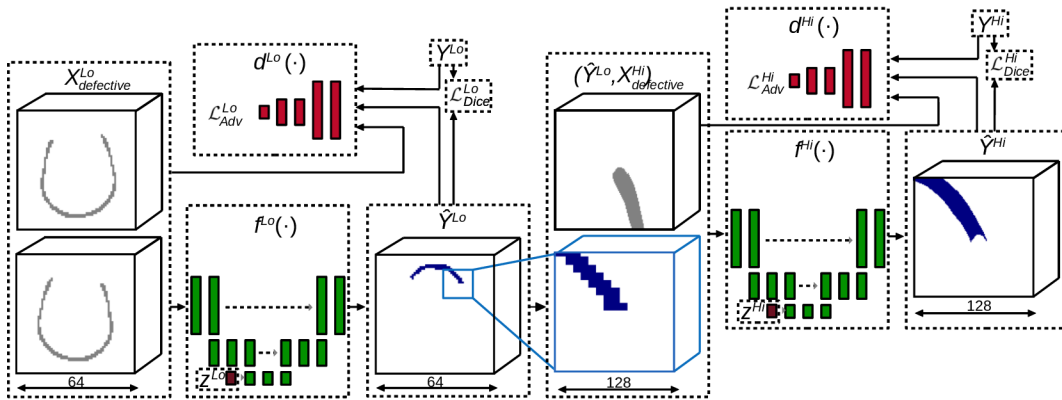 X^{Lo}_{defective}
64
d^{Lo}(·)
ℒ^{Lo}_{Adv}
Y^{Lo}
ℒ^{Lo}_{Dice}
f^{Lo}(·)
z^{Lo}
Ŷ^{Lo}
64
(Ŷ^{Lo}, X^{Hi}_{defective})
128
d^{Hi}(·)
ℒ^{Hi}_{Adv}
Y^{Hi}
ℒ^{Hi}_{Dice}
f^{Hi}(·)
z^{Hi}
Ŷ^{Hi}
128